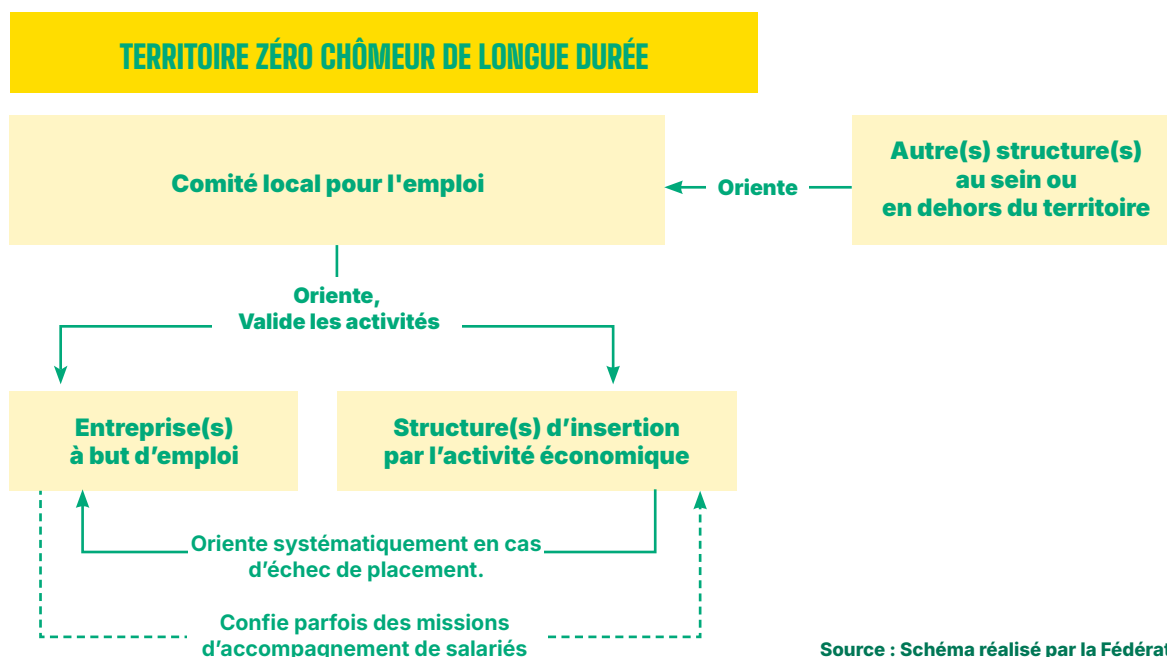 TERRITOIRE ZÉRO CHÔMEUR DE LONGUE DURÉE
Comité local pour l'emploi
Oriente
Autre(s) structure(s)
au sein ou
en dehors du territoire
Oriente,
Valide les activités
Entreprise(s)
à but d’emploi
Structure(s) d’insertion
par l’activité économique
Oriente systématiquement en cas
d’échec de placement.
Confie parfois des missions
d’accompagnement de salariés
Source : Schéma réalisé par la Fédérat